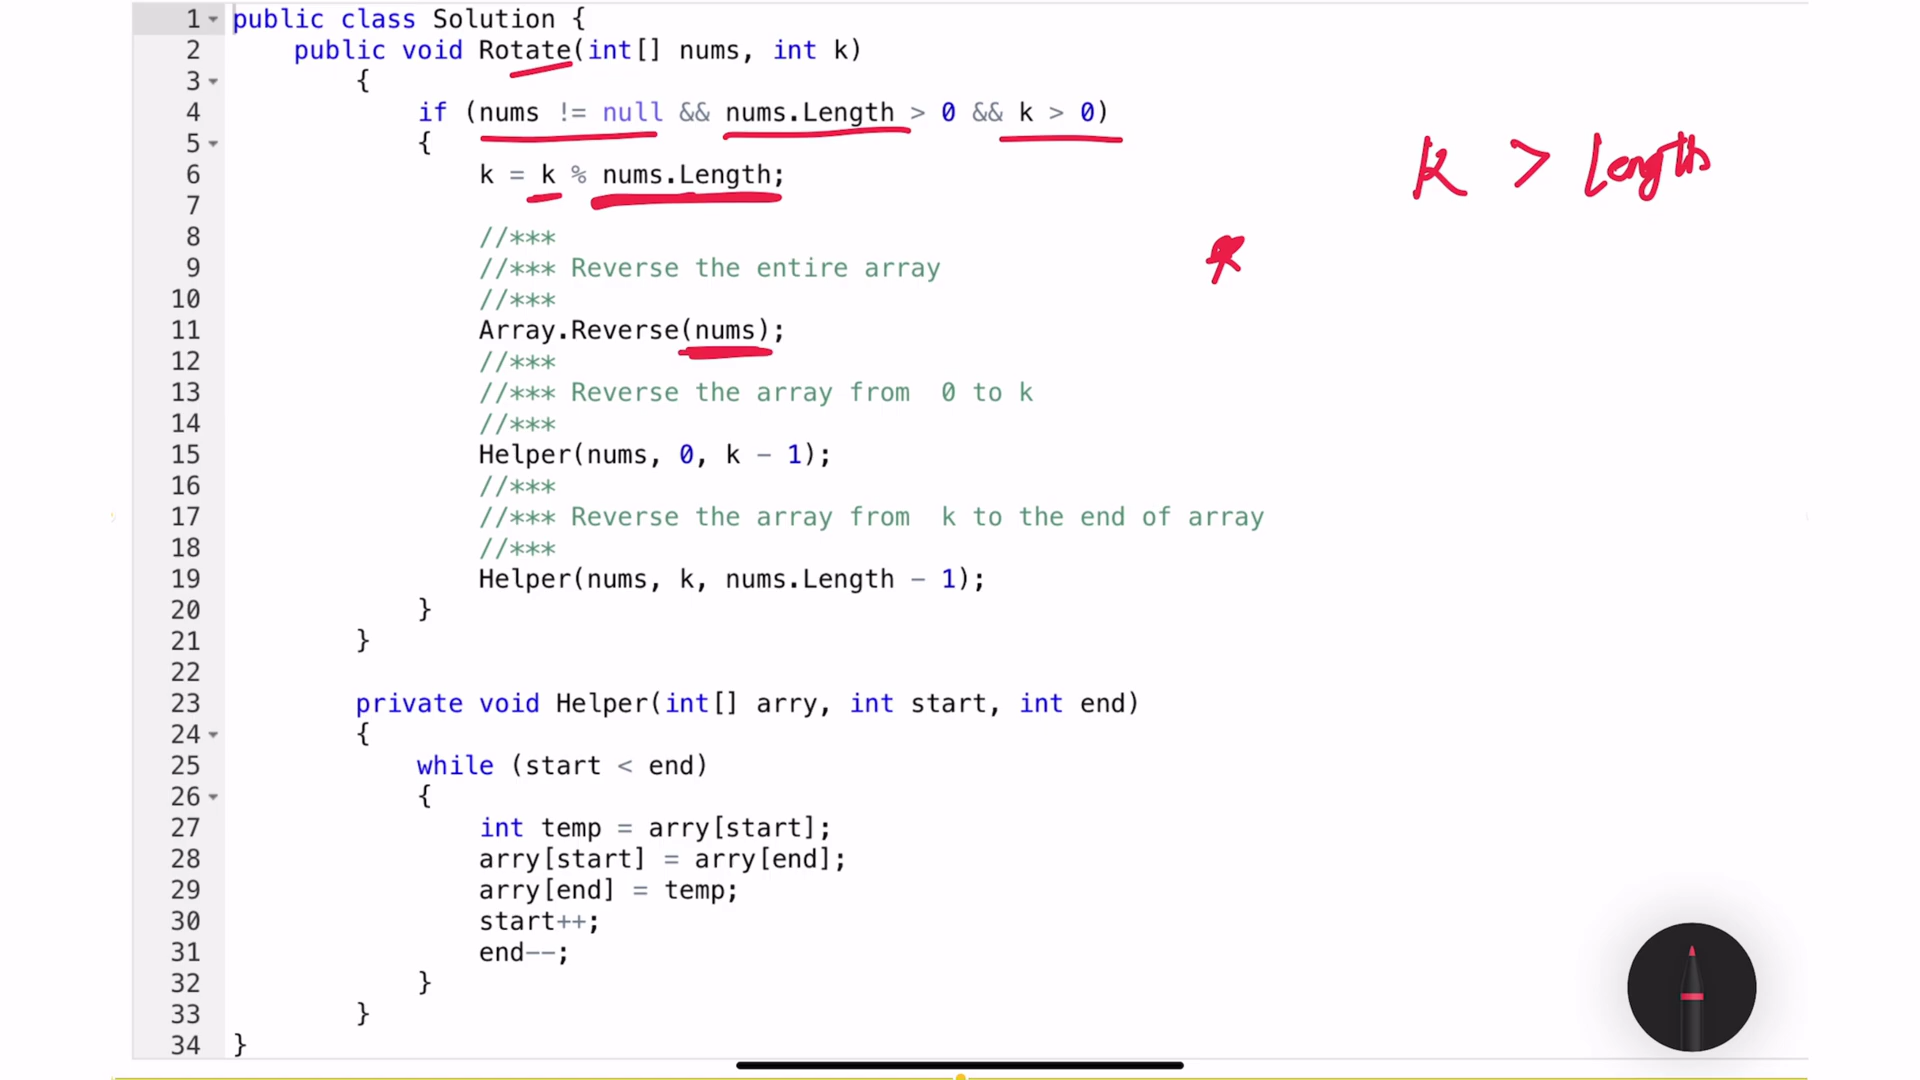 1 public class Solution {
2 public void Rotate(int[] nums, int k)
3 {
4 if (nums != null && nums.Length > 0 && k > 0)
5 {
6 k = k % nums.Length;
k > Length
7
8 //***
9 //*** Reverse the entire array
10 //***
11 Array.Reverse(nums);
12 //***
13 //*** Reverse the array from  0 to k
14 //***
15 Helper(nums, 0, k - 1);
16 //***
17 //*** Reverse the array from  k to the end of array
18 //***
19 Helper(nums, k, nums.Length - 1);
20 }
21 }
22
23 private void Helper(int[] arry, int start, int end)
24 {
25 while (start < end)
26 {
27 int temp = arry[start];
28 arry[start] = arry[end];
29 arry[end] = temp;
30 start++;
31 end--;
32 }
33 }
34 }